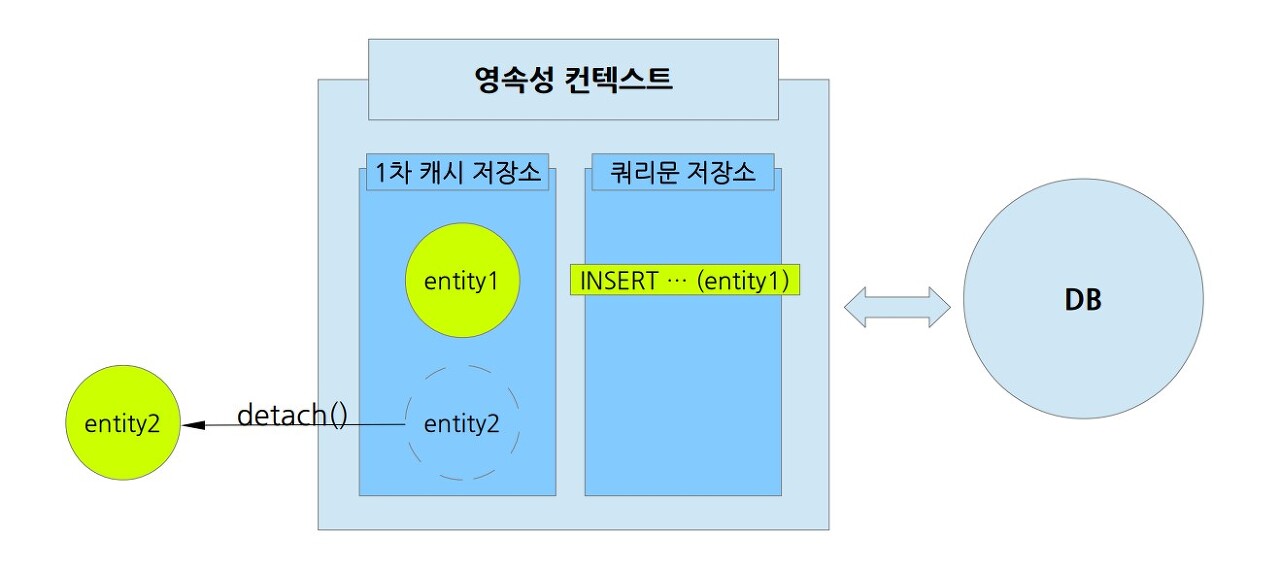 영속성 컨텍스트
1차 캐시 저장소
쿼리문 저장소
entity1
INSERT … (entity1)
DB
entity2
detach()
entity2